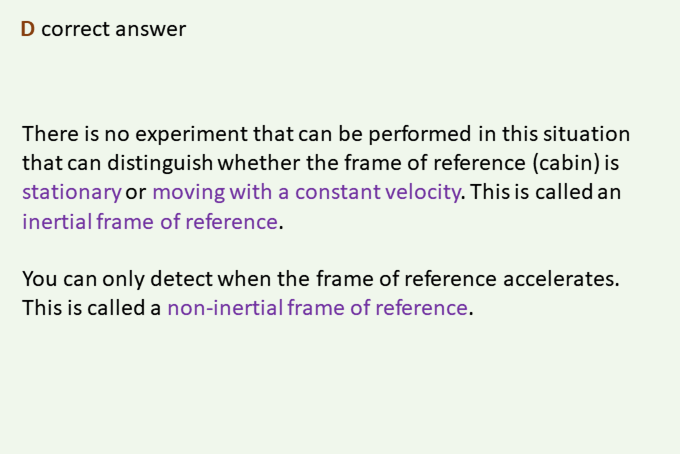 D correct answer
There is no experiment that can be performed in this situation
that can distinguish whether the frame of reference (cabin) is
stationary or moving with a constant velocity. This is called an
inertial frame of reference.
You can only detect when the frame of reference accelerates.
This is called a non-inertial frame of reference.